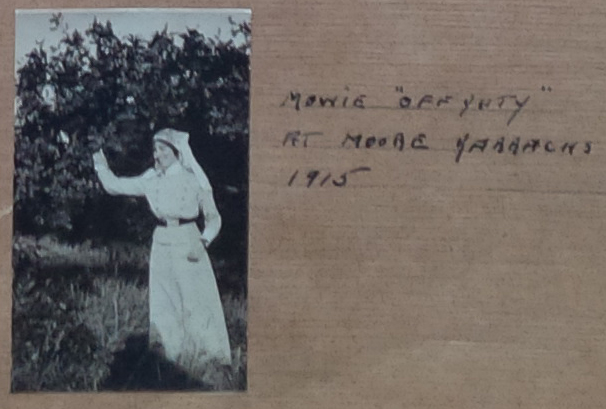 MOWIE "OFF DUTY"
AT MOORE BARRACKS
1915